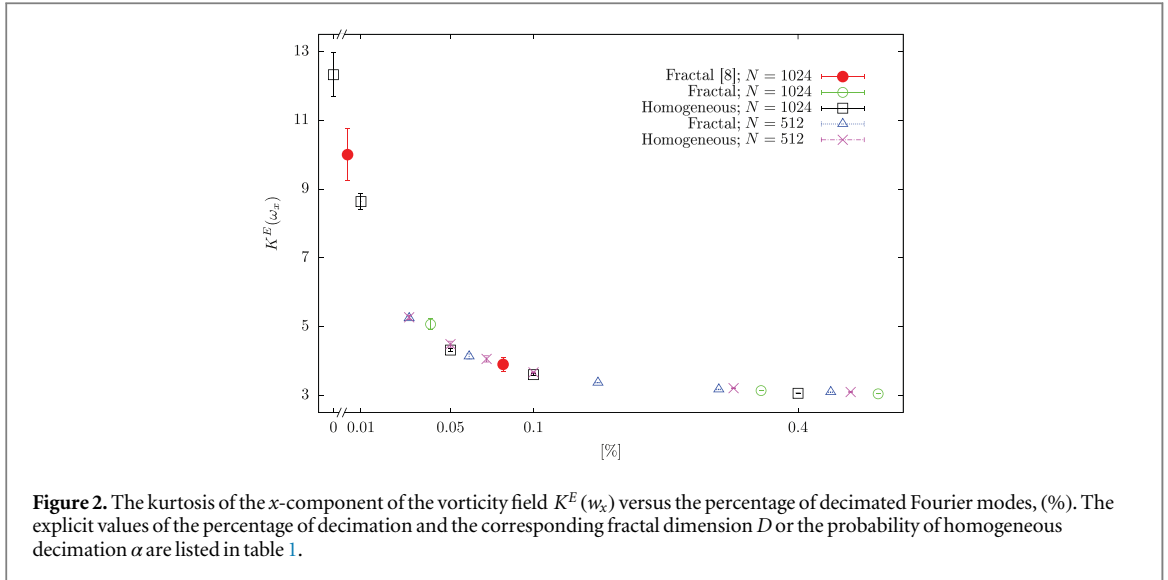 13
11
9
7
5
3
K^E(ω_x)
0 0.01 0.05 0.1 0.4
[%]
Fractal [8]; N = 1024
Fractal; N = 1024
Homogeneous; N = 1024
Fractal; N = 512
Homogeneous; N = 512
Figure 2. The kurtosis of the x-component of the vorticity field K^E(w_x) versus the percentage of decimated Fourier modes, (%). The
explicit values of the percentage of decimation and the corresponding fractal dimension D or the probability of homogeneous
decimation α are listed in table 1.